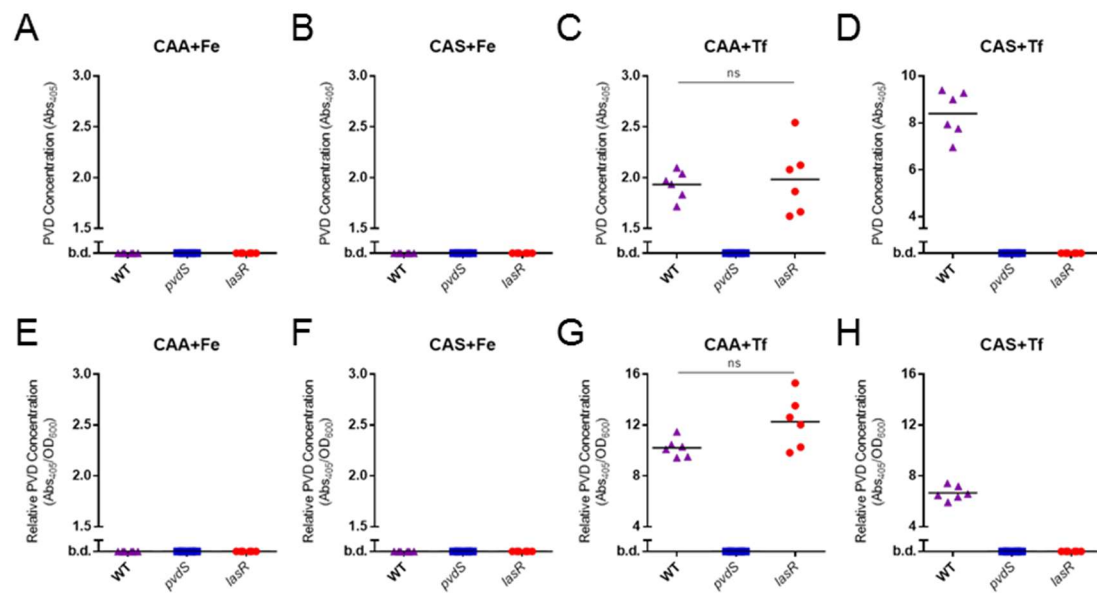 A
CAA+Fe
PVD Concentration (Abs405)
3.0
2.5
2.0
1.5
b.d.
WT
pvdS
lasR
B
CAS+Fe
PVD Concentration (Abs405)
3.0
2.5
2.0
1.5
b.d.
WT
pvdS
lasR
C
CAA+Tf
PVD Concentration (Abs405)
3.0
2.5
2.0
1.5
b.d.
ns
WT
pvdS
lasR
D
CAS+Tf
PVD Concentration (Abs405)
10
8
6
4
b.d.
WT
pvdS
lasR
E
CAA+Fe
Relative PVD Concentration
(Abs405/OD600)
3.0
2.5
2.0
1.5
b.d.
WT
pvdS
lasR
F
CAS+Fe
Relative PVD Concentration
(Abs405/OD600)
3.0
2.5
2.0
1.5
b.d.
WT
pvdS
lasR
G
CAA+Tf
Relative PVD Concentration
(Abs405/OD600)
16
12
8
4
b.d.
ns
WT
pvdS
lasR
H
CAS+Tf
Relative PVD Concentration
(Abs405/OD600)
16
12
8
4
b.d.
WT
pvdS
lasR